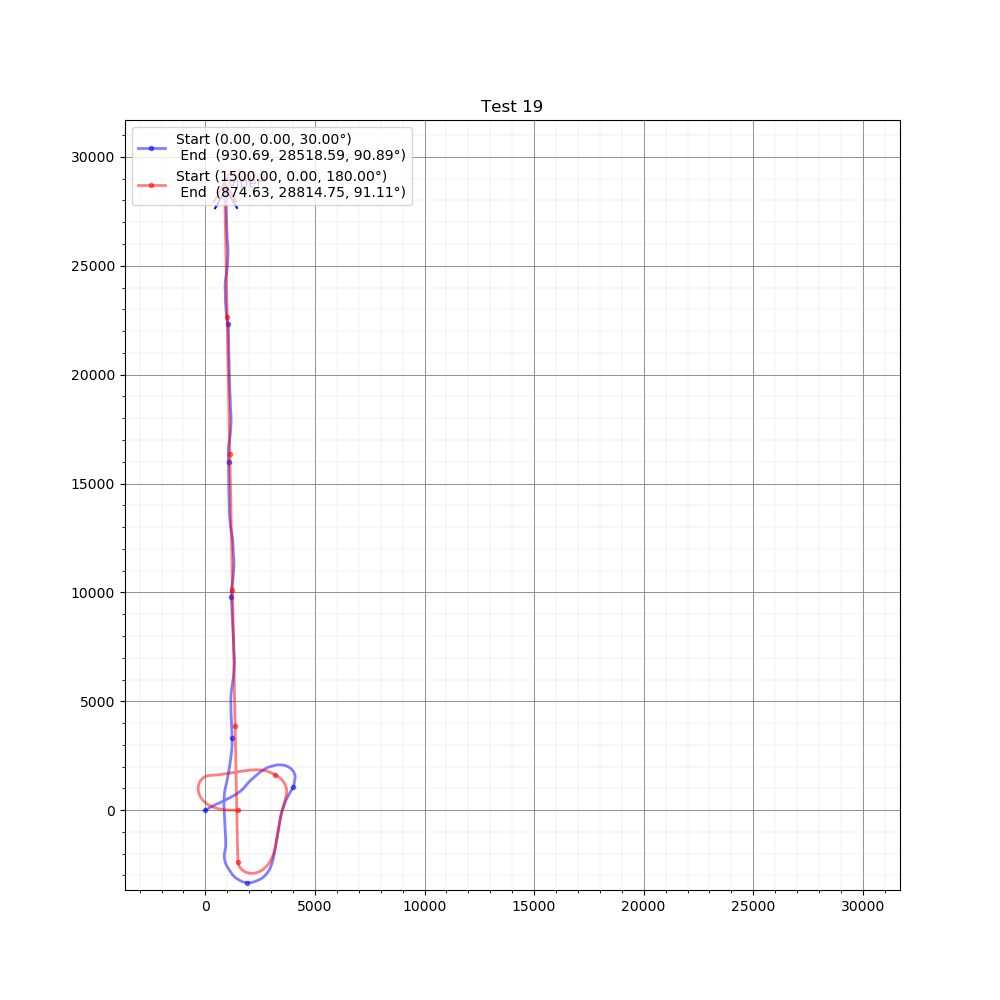 Test 19
Start (0.00, 0.00, 30.00°)
End (930.69, 28518.59, 90.89°)
Start (1500.00, 0.00, 180.00°)
End (874.63, 28814.75, 91.11°)
30000
25000
20000
15000
10000
5000
0
0 5000 10000 15000 20000 25000 30000